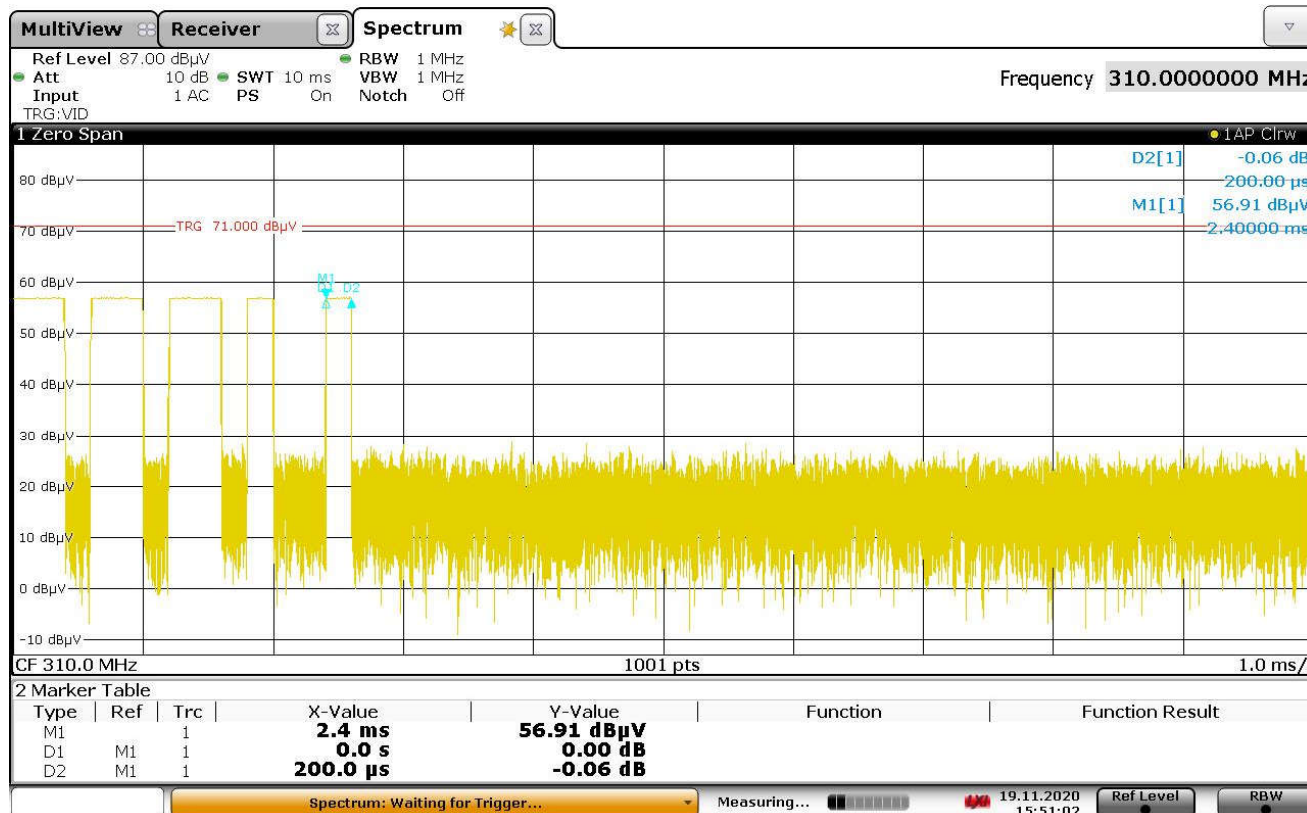 MultiView Receiver Spectrum
Ref Level 87.00 dBµV RBW 1 MHz
Att 10 dB SWT 10 ms VBW 1 MHz
Input 1 AC PS On Notch Off
TRG:VID
Frequency 310.0000000 MHz
1 Zero Span 1AP Clrw
D2[1] -0.06 dB
200.00 µs
M1[1] 56.91 dBµV
2.40000 ms
80 dBµV
TRG 71.000 dBµV
70 dBµV
60 dBµV
M1
D1 D2
50 dBµV
40 dBµV
30 dBµV
20 dBµV
10 dBµV
0 dBµV
-10 dBµV
CF 310.0 MHz 1001 pts 1.0 ms/
2 Marker Table
Type Ref Trc X-Value Y-Value Function Function Result
M1 1 2.4 ms 56.91 dBµV
D1 M1 1 0.0 s 0.00 dB
D2 M1 1 200.0 µs -0.06 dB
Spectrum: Waiting for Trigger... Measuring... LXI 19.11.2020 Ref Level RBW
15:51:02